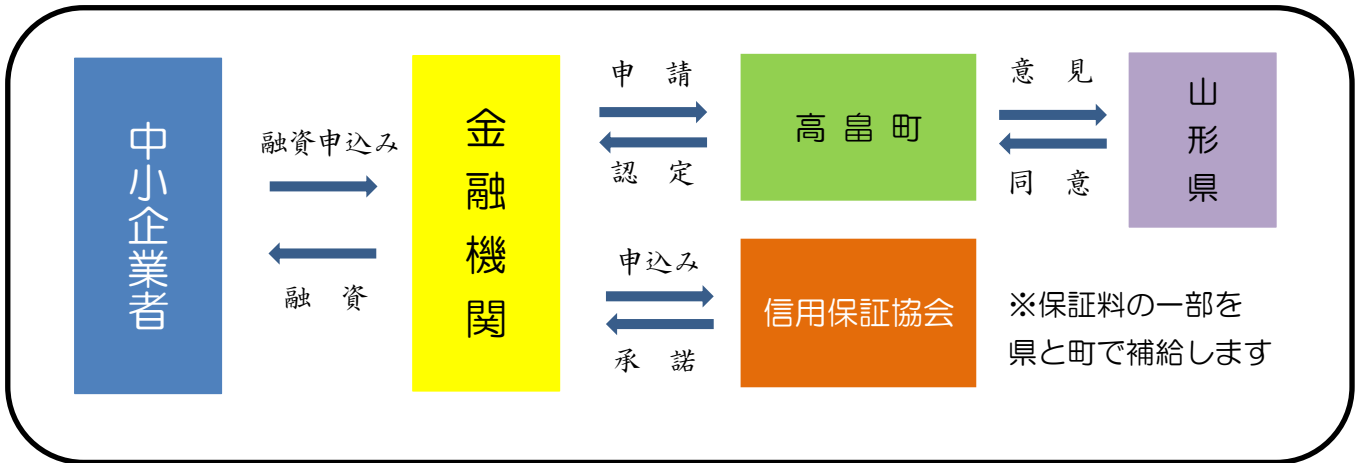 中小企業者
融資申込み
融 資
金融機関
申 請
認 定
高 畠 町
意 見
同 意
山形県
申込み
承 諾
信用保証協会
※保証料の一部を
県と町で補給します